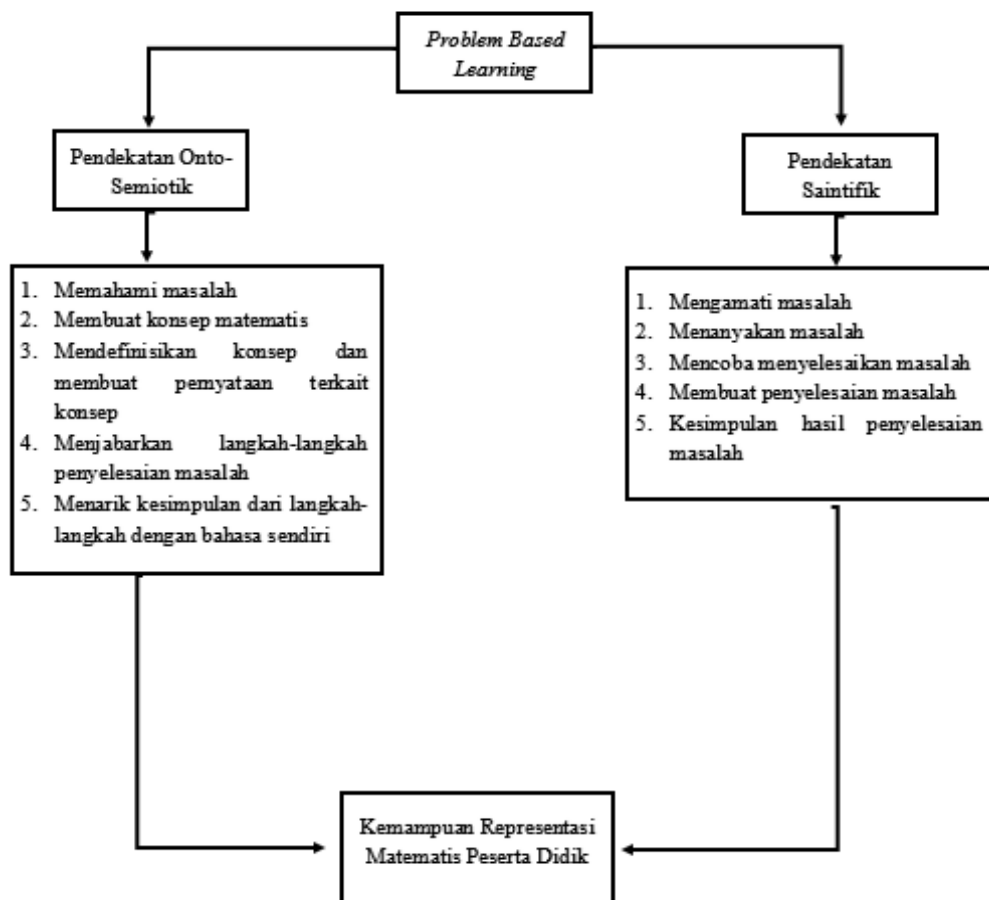 Problem Based
Learning
Pendekatan Onto-
Semiotik
Pendekatan
Saintifik
1. Memahami masalah
2. Membuat konsep matematis
3. Mendefinisikan konsep dan
membuat pernyataan terkait
konsep
4. Menjabarkan langkah-langkah
penyelesaian masalah
5. Menarik kesimpulan dari langkah-
langkah dengan bahasa sendiri
1. Mengamati masalah
2. Menanyakan masalah
3. Mencoba menyelesaikan masalah
4. Membuat penyelesaian masalah
5. Kesimpulan hasil penyelesaian
masalah
Kemampuan Representasi
Matematis Peserta Didik